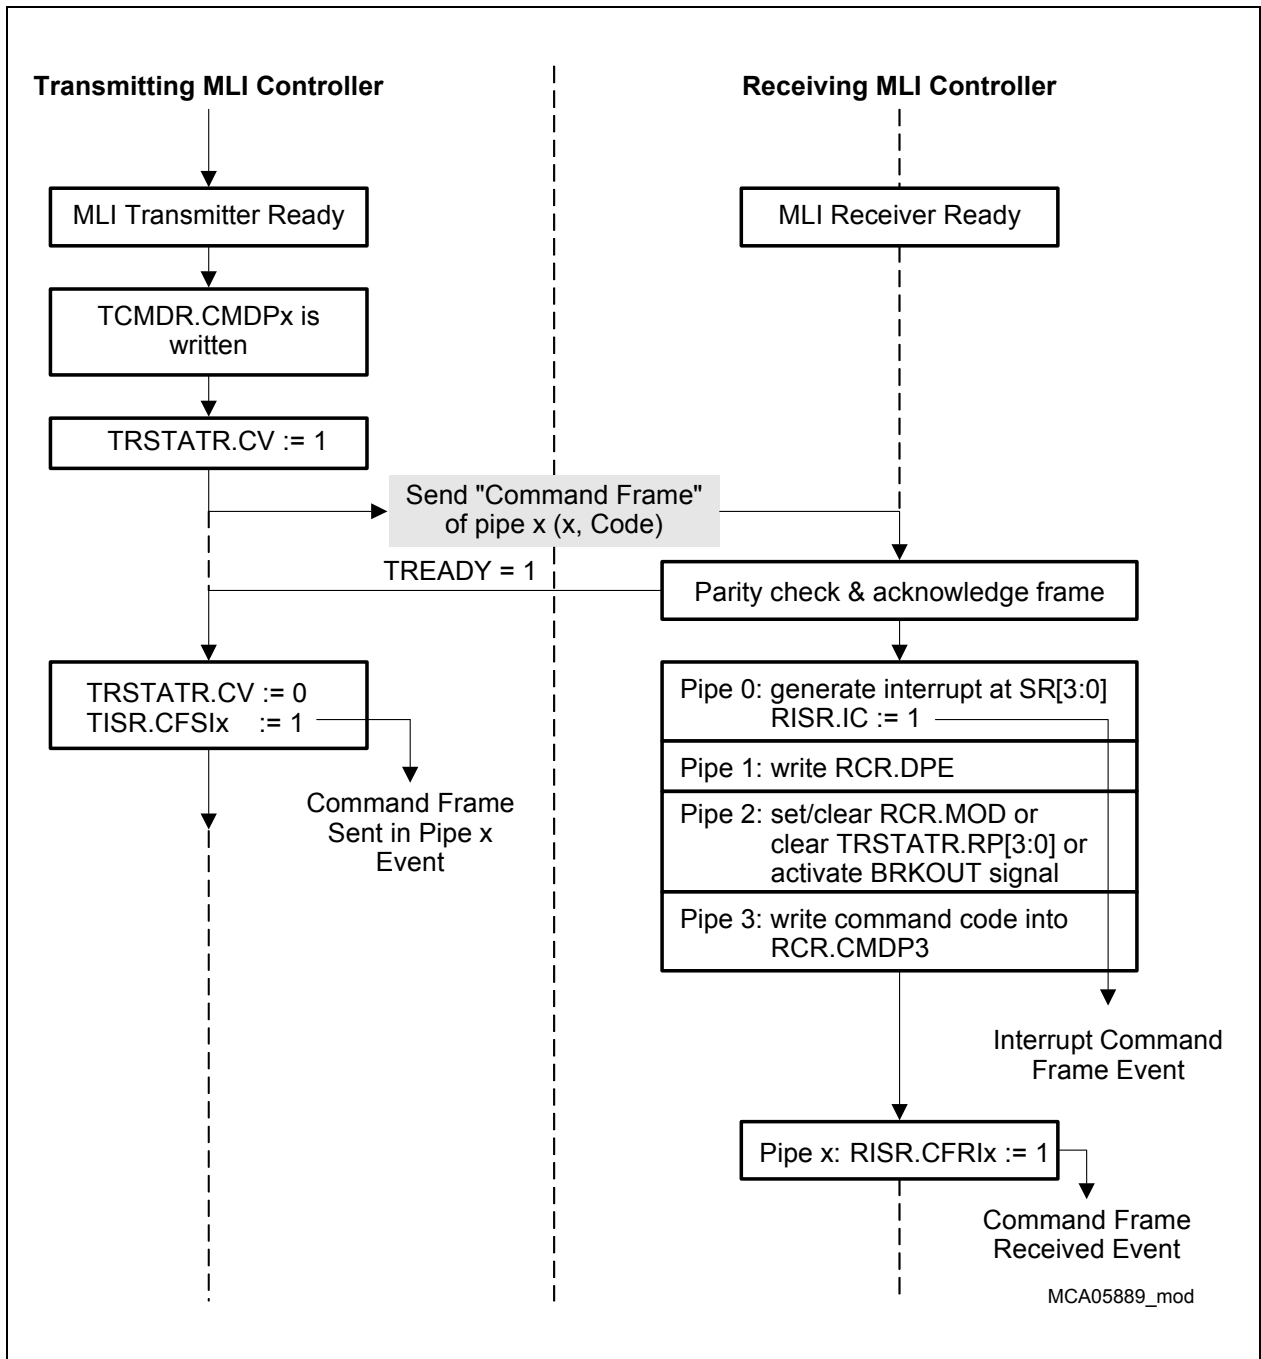 Transmitting MLI Controller
Receiving MLI Controller
MLI Transmitter Ready
MLI Receiver Ready
TCMDR.CMDPx is
written
TRSTATR.CV := 1
Send "Command Frame"
of pipe x (x, Code)
TREADY = 1
Parity check & acknowledge frame
TRSTATR.CV := 0
TISR.CFSIx := 1
Command Frame
Sent in Pipe x
Event
Pipe 0: generate interrupt at SR[3:0]
RISR.IC := 1
Pipe 1: write RCR.DPE
Pipe 2: set/clear RCR.MOD or
clear TRSTATR.RP[3:0] or
activate BRKOUT signal
Pipe 3: write command code into
RCR.CMDP3
Interrupt Command
Frame Event
Pipe x: RISR.CFRIx := 1
Command Frame
Received Event
MCA05889_mod